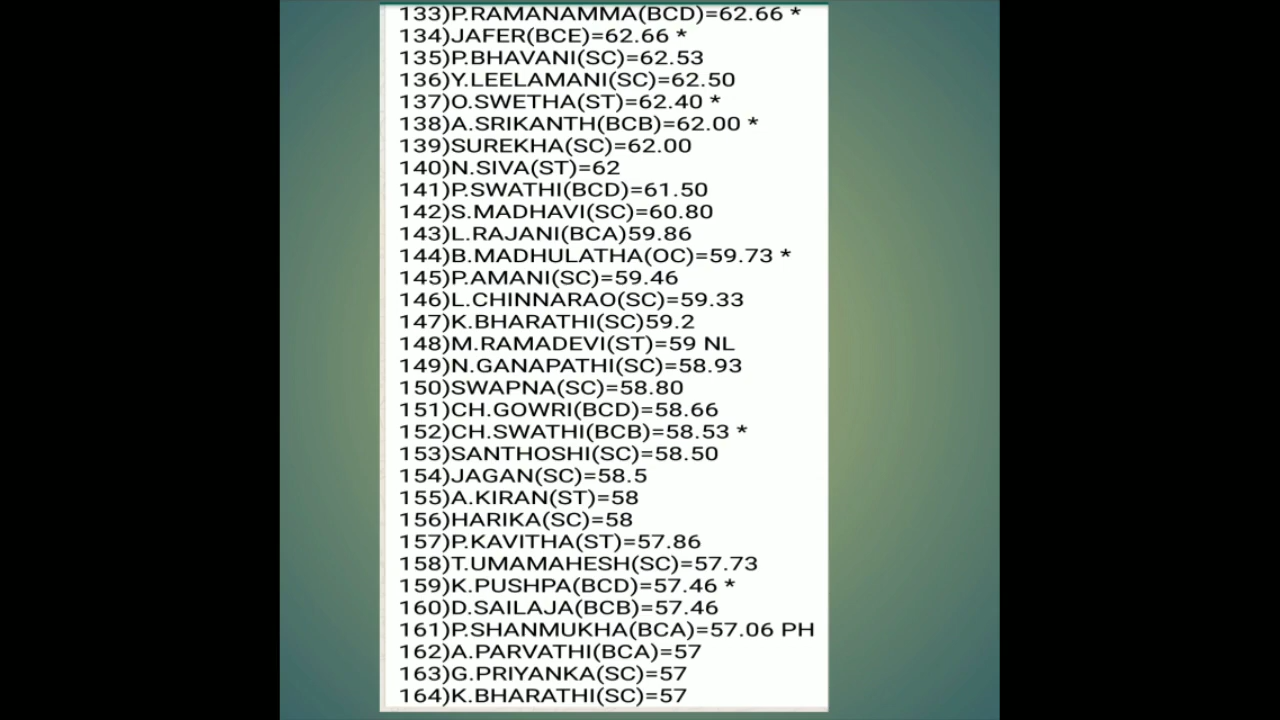 133)P.RAMANAMMA(BCD)=62.66 *
134)JAFER(BCE)=62.66 *
135)P.BHAVANI(SC)=62.53
136)Y.LEELAMANI(SC)=62.50
137)O.SWETHA(ST)=62.40 *
138)A.SRIKANTH(BCB)=62.00 *
139)SUREKHA(SC)=62.00
140)N.SIVA(ST)=62
141)P.SWATHI(BCD)=61.50
142)S.MADHAVI(SC)=60.80
143)L.RAJANI(BCA)59.86
144)B.MADHULATHA(OC)=59.73 *
145)P.AMANI(SC)=59.46
146)L.CHINNARAO(SC)=59.33
147)K.BHARATHI(SC)59.2
148)M.RAMADEVI(ST)=59 NL
149)N.GANAPATHI(SC)=58.93
150)SWAPNA(SC)=58.80
151)CH.GOWRI(BCD)=58.66
152)CH.SWATHI(BCB)=58.53 *
153)SANTHOSHI(SC)=58.50
154)JAGAN(SC)=58.5
155)A.KIRAN(ST)=58
156)HARIKA(SC)=58
157)P.KAVITHA(ST)=57.86
158)T.UMAMAHESH(SC)=57.73
159)K.PUSHPA(BCD)=57.46 *
160)D.SAILAJA(BCB)=57.46
161)P.SHANMUKHA(BCA)=57.06 PH
162)A.PARVATHI(BCA)=57
163)G.PRIYANKA(SC)=57
164)K.BHARATHI(SC)=57